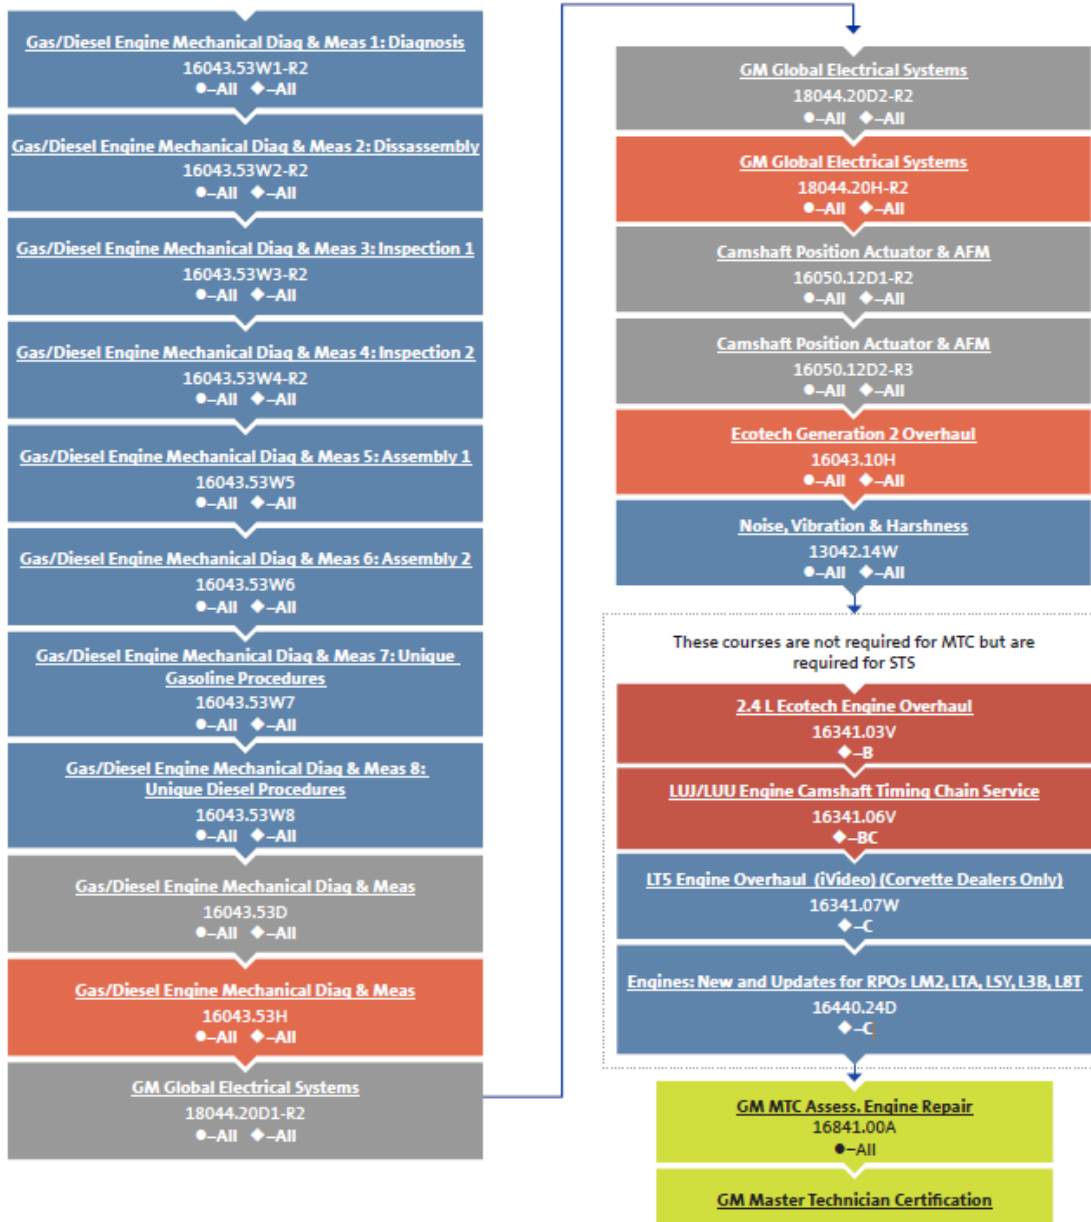 Gas/Diesel Engine Mechanical Diag & Meas 1: Diagnosis
16043.53W1-R2
●–All ◆–All
Gas/Diesel Engine Mechanical Diag & Meas 2: Dissassembly
16043.53W2-R2
●–All ◆–All
Gas/Diesel Engine Mechanical Diag & Meas 3: Inspection 1
16043.53W3-R2
●–All ◆–All
Gas/Diesel Engine Mechanical Diag & Meas 4: Inspection 2
16043.53W4-R2
●–All ◆–All
Gas/Diesel Engine Mechanical Diag & Meas 5: Assembly 1
16043.53W5
●–All ◆–All
Gas/Diesel Engine Mechanical Diag & Meas 6: Assembly 2
16043.53W6
●–All ◆–All
Gas/Diesel Engine Mechanical Diag & Meas 7: Unique
Gasoline Procedures
16043.53W7
●–All ◆–All
Gas/Diesel Engine Mechanical Diag & Meas 8:
Unique Diesel Procedures
16043.53W8
●–All ◆–All
Gas/Diesel Engine Mechanical Diag & Meas
16043.53D
●–All ◆–All
Gas/Diesel Engine Mechanical Diag & Meas
16043.53H
●–All ◆–All
GM Global Electrical Systems
18044.20D1-R2
●–All ◆–All
GM Global Electrical Systems
18044.20D2-R2
●–All ◆–All
GM Global Electrical Systems
18044.20H-R2
●–All ◆–All
Camshaft Position Actuator & AFM
16050.12D1-R2
●–All ◆–All
Camshaft Position Actuator & AFM
16050.12D2-R3
●–All ◆–All
Ecotech Generation 2 Overhaul
16043.10H
●–All ◆–All
Noise, Vibration & Harshness
13042.14W
●–All ◆–All
These courses are not required for MTC but are
required for STS
2.4 L Ecotech Engine Overhaul
16341.03V
◆–B
LUJ/LUU Engine Camshaft Timing Chain Service
16341.06V
◆–BC
LT5 Engine Overhaul (iVideo) (Corvette Dealers Only)
16341.07W
◆–C
Engines: New and Updates for RPOs LM2, LTA, LSY, L3B, L8T
16440.24D
◆–C
GM MTC Assess. Engine Repair
16841.00A
●–All
GM Master Technician Certification